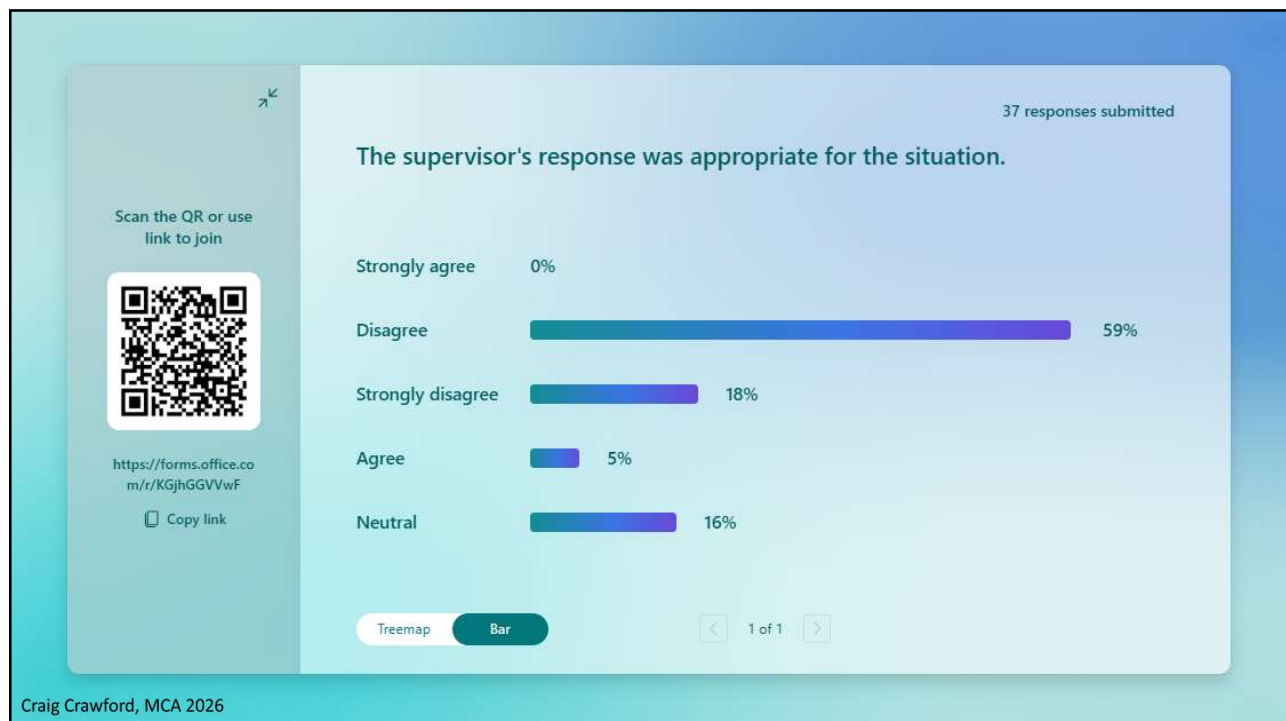 37 responses submitted
The supervisor's response was appropriate for the situation.
Scan the QR or use
link to join
https://forms.office.co
m/r/KGjhGGVVwF
Copy link
Strongly agree 0%
Disagree 59%
Strongly disagree 18%
Agree 5%
Neutral 16%
Treemap Bar 1 of 1
Craig Crawford, MCA 2026